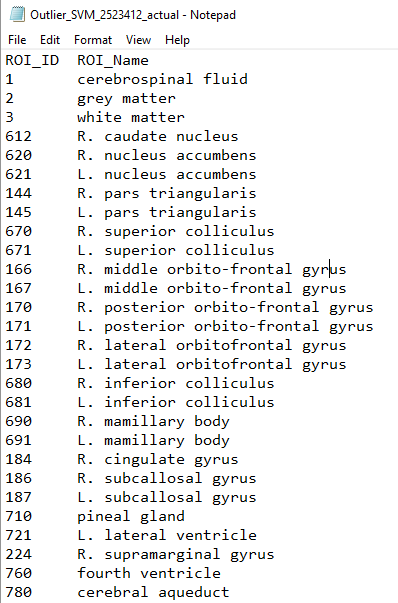 Outlier_SVM_2523412_actual - Notepad
File Edit Format View Help
ROI_ID ROI_Name
1 cerebrospinal fluid
2 grey matter
3 white matter
612 R. caudate nucleus
620 R. nucleus accumbens
621 L. nucleus accumbens
144 R. pars triangularis
145 L. pars triangularis
670 R. superior colliculus
671 L. superior colliculus
166 R. middle orbito-frontal gyrus
167 L. middle orbito-frontal gyrus
170 R. posterior orbito-frontal gyrus
171 L. posterior orbito-frontal gyrus
172 R. lateral orbitofrontal gyrus
173 L. lateral orbitofrontal gyrus
680 R. inferior colliculus
681 L. inferior colliculus
690 R. mamillary body
691 L. mamillary body
184 R. cingulate gyrus
186 R. subcallosal gyrus
187 L. subcallosal gyrus
710 pineal gland
721 L. lateral ventricle
224 R. supramarginal gyrus
760 fourth ventricle
780 cerebral aqueduct